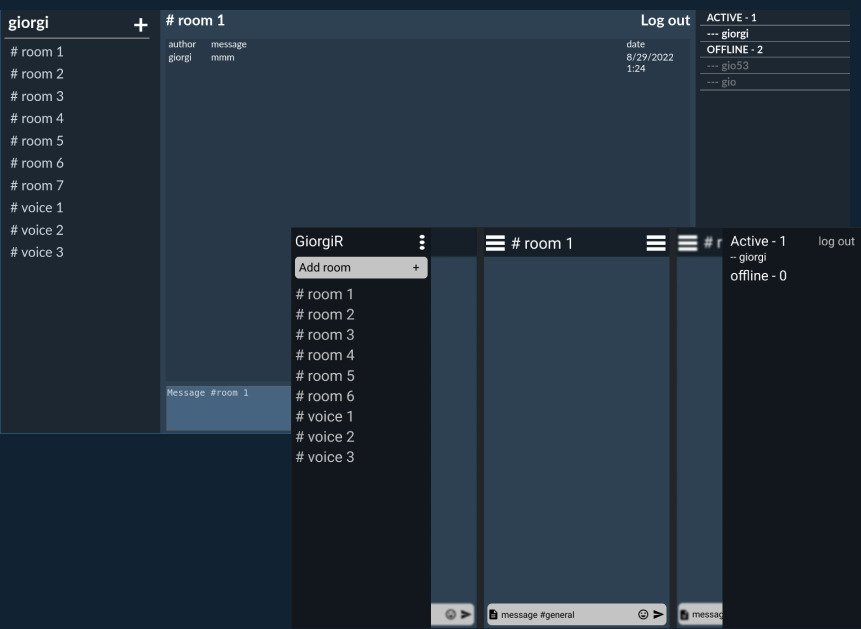 giorgi +
# room 1
# room 2
# room 3
# room 4
# room 5
# room 6
# room 7
# voice 1
# voice 2
# voice 3
# room 1 Log out
author message date
giorgi mmm 8/29/2022
1:24
Message #room 1
ACTIVE - 1
--- giorgi
OFFLINE - 2
--- gio53
--- gio
GiorgiR
Add room +
# room 1
# room 2
# room 3
# room 4
# room 5
# room 6
# voice 1
# voice 2
# voice 3
# room 1
message #general
# r
messag
Active - 1 log out
-- giorgi
offline - 0